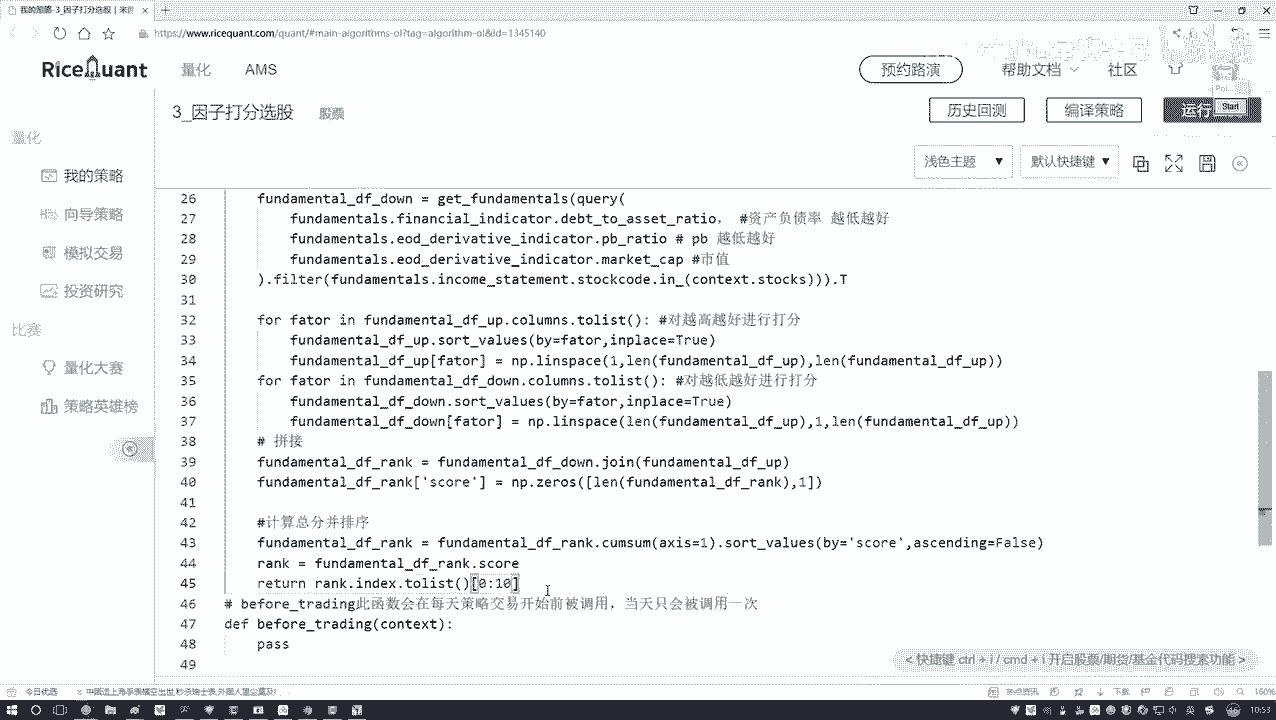 我的策略-3_因子打分选股 | 米筐
https://www.ricequant.com/quant/#main-algorithms-ol?tag=algorithm-ol&id=1345140
RiceQuant 量化 AMS 预约路演 帮助文档 社区
3_因子打分选股 股票 历史回测 编译策略 运行
Start
量化
我的策略
向导策略
模拟交易
投资研究
比赛
量化大赛
策略英雄榜
浅色主题 ▼ 默认快捷键 ▼
26 fundamental_df_down = get_fundamentals(query(
27 fundamentals.financial_indicator.debt_to_asset_ratio, #资产负债率 越低越好
28 fundamentals.eod_derivative_indicator.pb_ratio # pb 越低越好
29 fundamentals.eod_derivative_indicator.market_cap #市值
30 ).filter(fundamentals.income_statement.stockcode.in_(context.stocks))).T
31
32 for fator in fundamental_df_up.columns.tolist(): #对越高越好进行打分
33 fundamental_df_up.sort_values(by=fator,inplace=True)
34 fundamental_df_up[fator] = np.linspace(1,len(fundamental_df_up),len(fundamental_df_up))
35 for fator in fundamental_df_down.columns.tolist(): #对越低越好进行打分
36 fundamental_df_down.sort_values(by=fator,inplace=True)
37 fundamental_df_down[fator] = np.linspace(len(fundamental_df_up),1,len(fundamental_df_up))
38 # 拼接
39 fundamental_df_rank = fundamental_df_down.join(fundamental_df_up)
40 fundamental_df_rank['score'] = np.zeros([len(fundamental_df_rank),1])
41
42 #计算总分并排序
43 fundamental_df_rank = fundamental_df_rank.cumsum(axis=1).sort_values(by='score',ascending=False)
44 rank = fundamental_df_rank.score
45 return rank.index.tolist()[0:10]
46 # before_trading此函数会在每天策略交易开始前被调用，当天只会被调用一次
47 def before_trading(context):
48 pass
49
< 快捷键 ctrl + i / cmd + i 开启股票/期货/基金代码搜索功能 >
今日优选 热点资讯 下载 160%
英 10:53